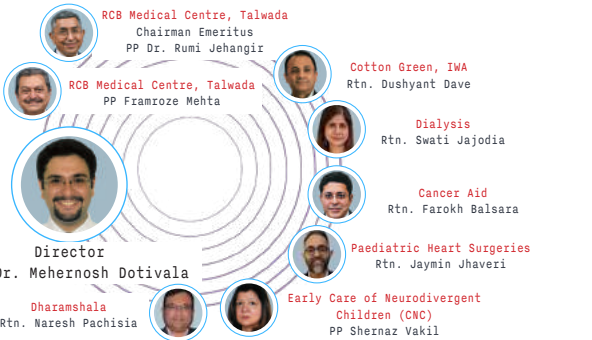 RCB Medical Centre, Talwada
Chairman Emeritus
PP Dr. Rumi Jehangir
RCB Medical Centre, Talwada
PP Framroze Mehta
Cotton Green, IWA
Rtn. Dushyant Dave
Dialysis
Rtn. Swati Jajodia
Cancer Aid
Rtn. Farokh Balsara
Director
Dr. Mehernosh Dotivala
Paediatric Heart Surgeries
Rtn. Jaymin Jhaveri
Dharamshala
Rtn. Naresh Pachisia
Early Care of Neurodivergent
Children (CNC)
PP Shernaz Vakil